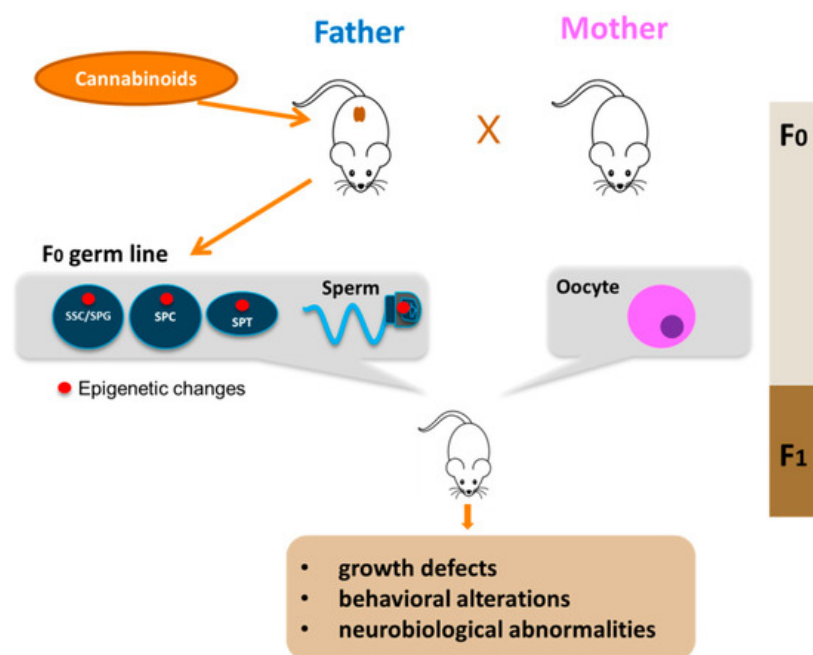 Father
Mother
Cannabinoids
X
F0
F0 germ line
SSC/SPG
SPC
SPT
Sperm
Oocyte
Epigenetic changes
F1
• growth defects
• behavioral alterations
• neurobiological abnormalities